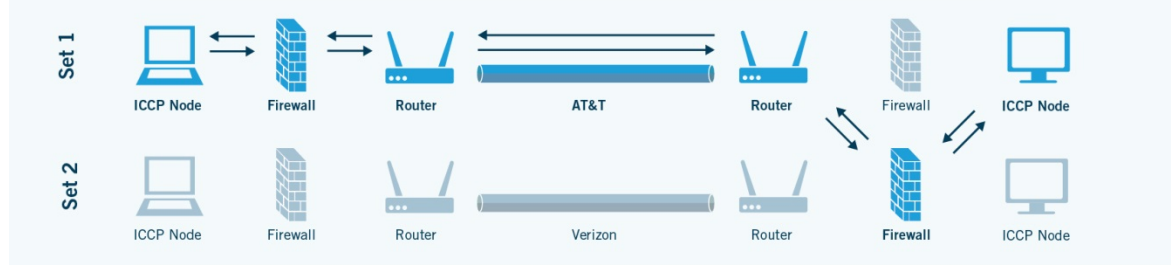 Set 1
ICCP Node Firewall Router AT&T Router Firewall ICCP Node
Set 2
ICCP Node Firewall Router Verizon Router Firewall ICCP Node